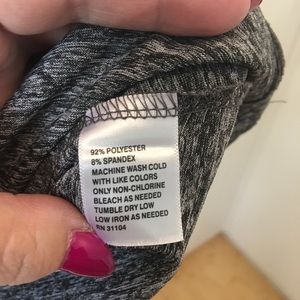 92% POLYESTER
8% SPANDEX
MACHINE WASH COLD
WITH LIKE COLORS
ONLY NON-CHLORINE
BLEACH AS NEEDED
TUMBLE DRY LOW
LOW IRON AS NEEDED
RN 31104